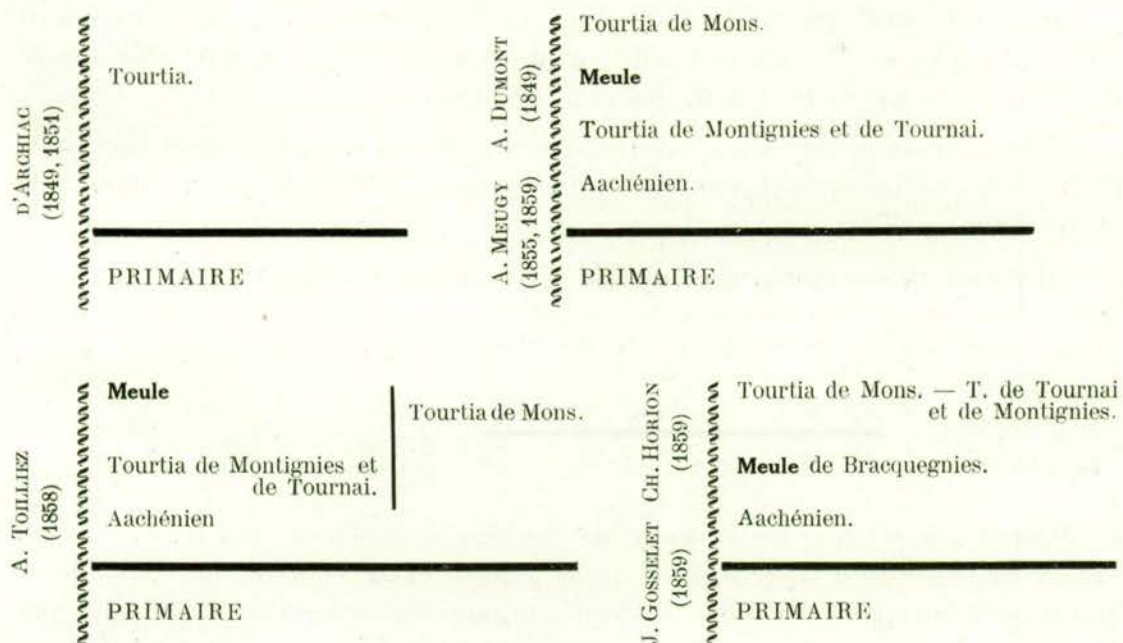 D'ARCHIAC
(1849, 1851)
Tourtia.
PRIMAIRE
A. MEUGY A. DUMONT
(1855, 1859) (1849)
Tourtia de Mons.
Meule
Tourtia de Montignies et de Tournai.
Aachénien.
PRIMAIRE
A. TOILLIEZ
(1858)
Meule
Tourtia de Montignies et
de Tournai.
Aachénien
Tourtia de Mons.
PRIMAIRE
J. GOSSELET CH. HORION
(1859) (1859)
Tourtia de Mons. — T. de Tournai
et de Montignies.
Meule de Bracquegnies.
Aachénien.
PRIMAIRE